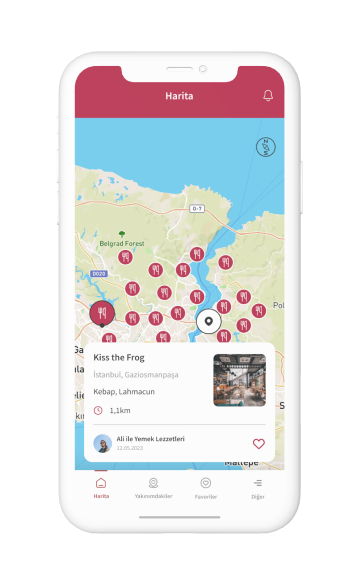 Harita
D-7
Belgrad Forest
D020
Pol
Ga
Kiss the Frog
İstanbul, Gaziosmanpaşa
Kebap, Lahmacun
1,1km
S
Ali ile Yemek Lezzetleri
12.05.2023
Maltepe
Harita
Yakınımdakiler
Favoriler
Diğer